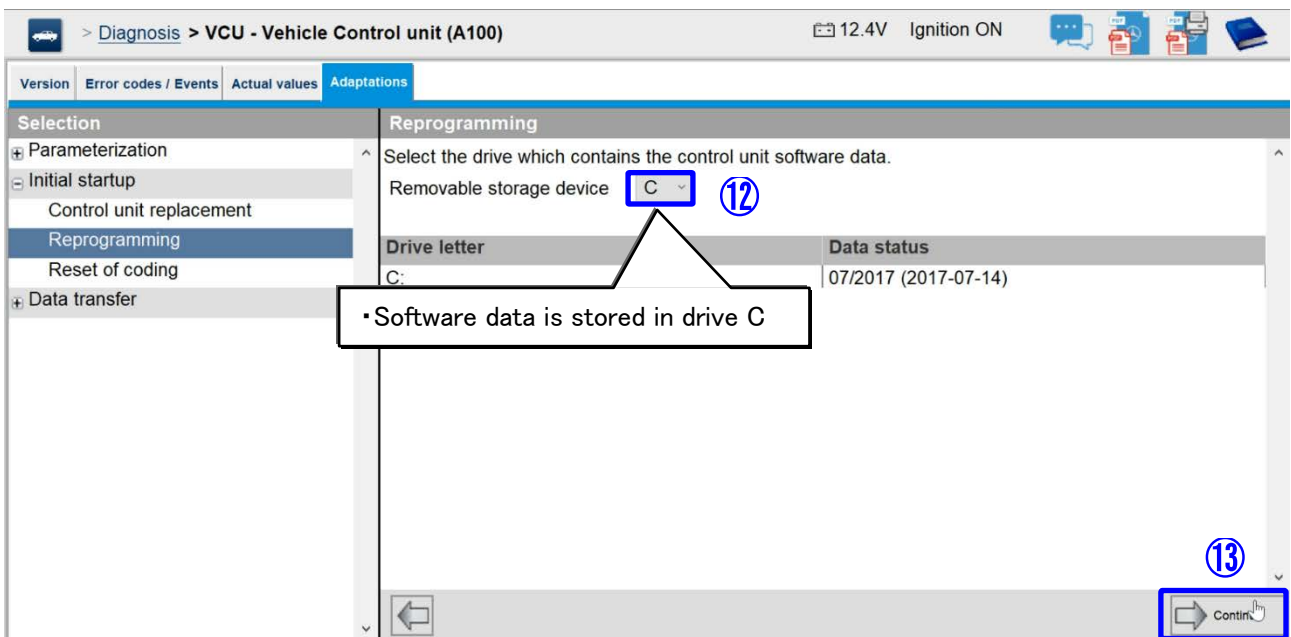 > Diagnosis > VCU - Vehicle Control unit (A100)
12.4V Ignition ON
Version Error codes / Events Actual values Adaptations
Selection
Parameterization
Initial startup
Control unit replacement
Reprogramming
Reset of coding
Data transfer
Reprogramming
Select the drive which contains the control unit software data.
Removable storage device C ⑫
Drive letter Data status
C: 07/2017 (2017-07-14)
・Software data is stored in drive C
⑬
Contin